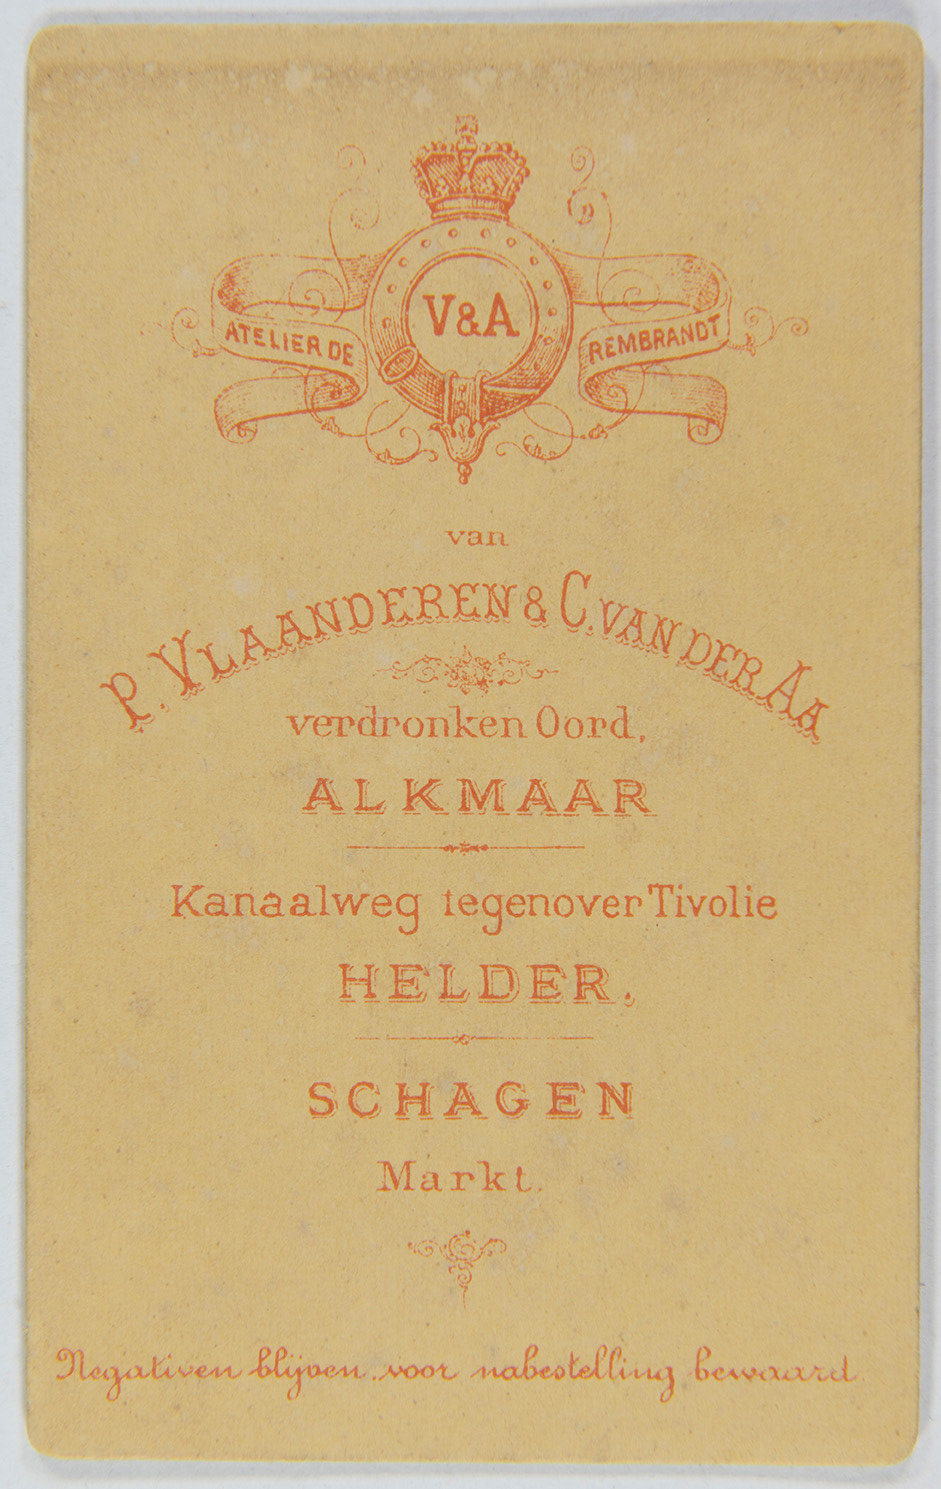 V&A
ATELIER DE REMBRANDT
van
P. VLAANDEREN & C. VAN DER AA
verdronken Oord,
ALKMAAR
Kanaalweg tegenover Tivolie
HELDER.
SCHAGEN
Markt.
Negativen blijven voor nabestelling bewaard.